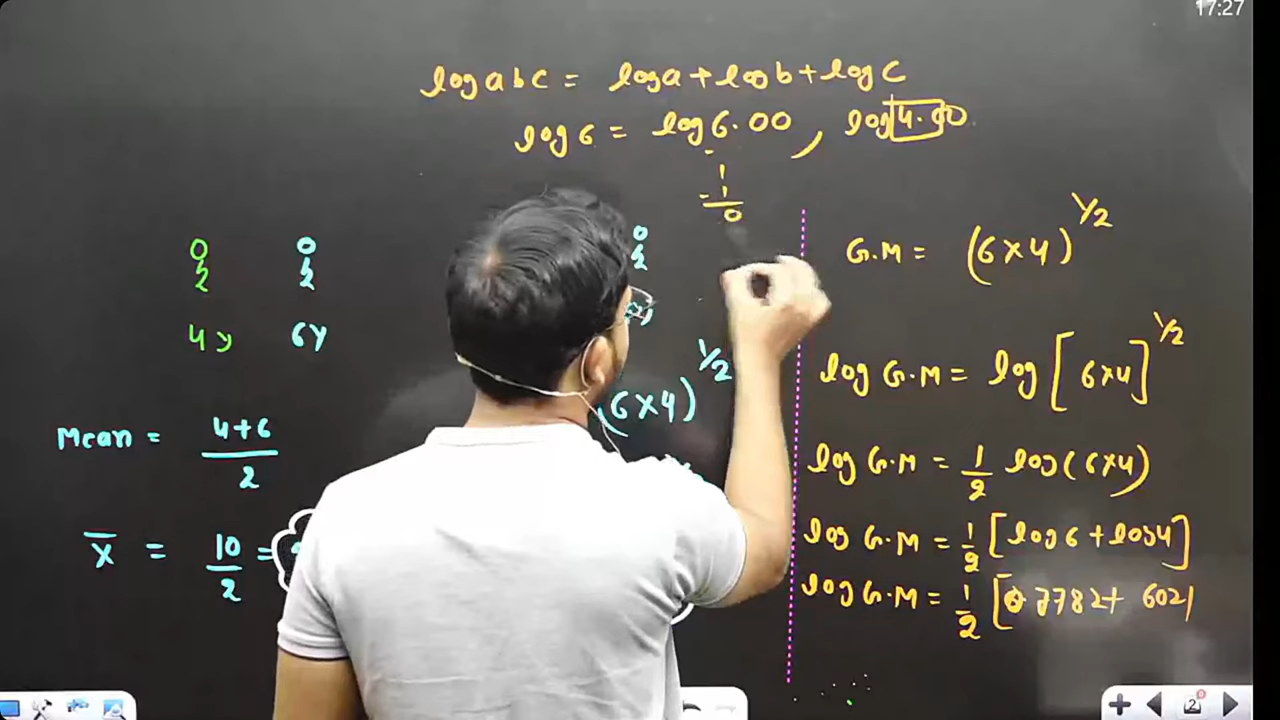 17:27
log abc = log a + log b + log c
log 6 = log 6.00 , log 4.00
1
- 1
0
4y 6y
G.M = (6×4)^1/2
(6×4)^1/2
log G.M = log [6×4]^1/2
Mean = 4+6 / 2
log G.M = 1/2 log (6×4)
X̄ = 10/2 =
log G.M = 1/2 [log 6 + log 4]
log G.M = 1/2 [0.7782 + 6021
2